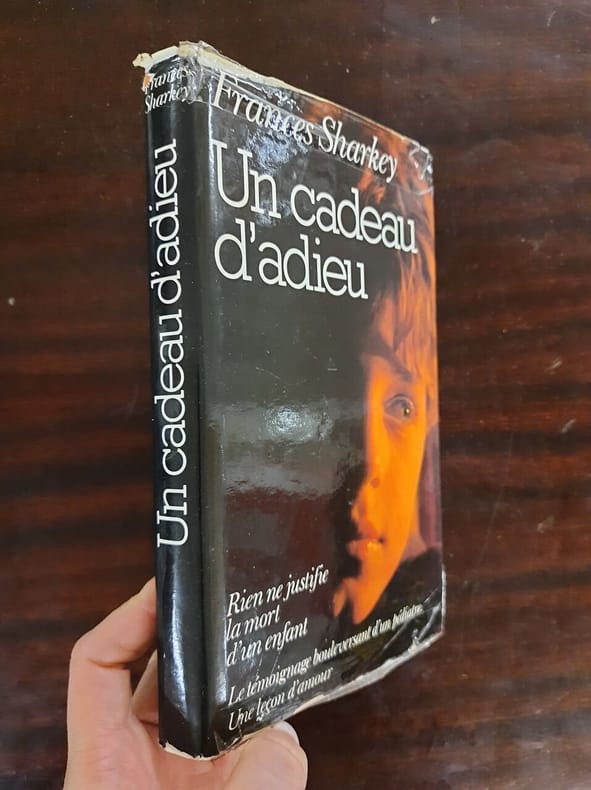 Frances
Sharkey
Un cadeau d'adieu
Frances Sharkey
Un cadeau
d'adieu
Rien ne justifie
la mort
d'un enfant
Le témoignage bouleversant d'un pédiatre.
Une leçon d'amour